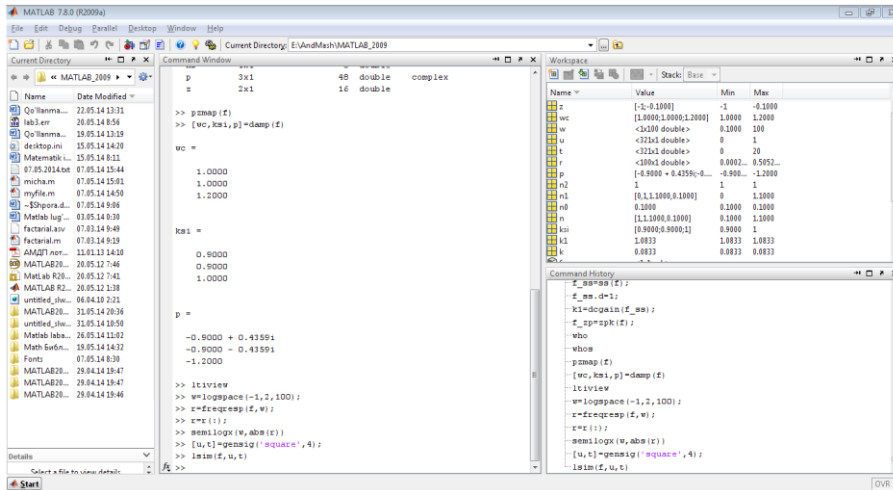 MATLAB 7.8.0 (R2009a)
File Edit Debug Parallel Desktop Window Help
Current Directory: E:\AndMash\MATLAB_2009
Current Directory
« MATLAB_2009
Name Date Modified
Qo'llanma... 22.05.14 13:31
lab3.err 20.05.14 8:56
Qo'llanma... 19.05.14 13:19
desktop.ini 15.05.14 14:20
Matematik i... 15.05.14 8:11
07.05.2014.txt 07.05.14 15:44
micha.m 07.05.14 15:01
myfile.m 07.05.14 14:50
~$Shpora.d... 07.05.14 9:06
Matlab lug'... 03.05.14 0:30
factarial.asv 07.03.14 9:49
factarial.m 07.03.14 9:19
АМДП лот... 11.01.13 14:10
MATLAB20... 20.05.12 7:46
MatLab R20... 20.05.12 7:41
MATLAB R2... 20.05.12 1:38
untitled_slw... 06.04.10 2:21
MATLAB20... 31.05.14 20:36
untitled_slw... 31.05.14 10:50
Matlab laba... 26.05.14 11:02
Math Библ... 19.05.14 14:32
Fonts 07.05.14 8:30
MATLAB20... 29.04.14 19:47
MATLAB20... 29.04.14 19:47
MATLAB20... 29.04.14 19:46
Details
Select a file to view details
Command Window
p 3x1 48 double complex
z 2x1 16 double
>> pzmap(f)
>> [wc,ksi,p]=damp(f)
wc =
1.0000
1.0000
1.2000
ksi =
0.9000
0.9000
1.0000
p =
-0.9000 + 0.4359i
-0.9000 - 0.4359i
-1.2000
>> ltiview
>> w=logspace(-1,2,100);
>> r=freqresp(f,w);
>> r=r(:);
>> semilogx(w,abs(r))
>> [u,t]=gensig('square',4);
>> lsim(f,u,t)
fx >>
Workspace
Stack: Base
Name Value Min Max
z [-1;-0.1000] -1 -0.1000
wc [1.0000;1.0000;1.2000] 1.0000 1.2000
w <1x100 double> 0.1000 100
u <321x1 double> 0 1
t <321x1 double> 0 20
r <100x1 double> 0.0002... 0.5052...
p [-0.9000 + 0.4359i;-0.... -0.900... -1.2000
n2 1 1 1
n1 [0,1,1.1000,0.1000] 0 1.1000
n0 0.1000 0.1000 0.1000
n [1,1.1000,0.1000] 0.1000 1.1000
ksi [0.9000;0.9000;1] 0.9000 1
k1 1.0833 1.0833 1.0833
k 0.0833 0.0833 0.0833
Command History
f_ss=ss(f);
f_ss.d=1;
k1=dcgain(f_ss);
f_zp=zpk(f);
who
whos
pzmap(f)
[wc,ksi,p]=damp(f)
ltiview
w=logspace(-1,2,100);
r=freqresp(f,w);
r=r(:);
semilogx(w,abs(r))
[u,t]=gensig('square',4);
lsim(f,u,t)
Start
OVR